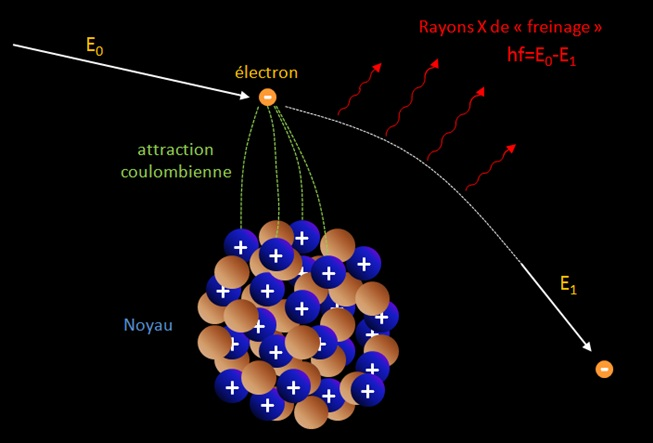 Rayons X de « freinage »
hf=E₀-E₁
E₀
électron
attraction
coulombienne
E₁
Noyau